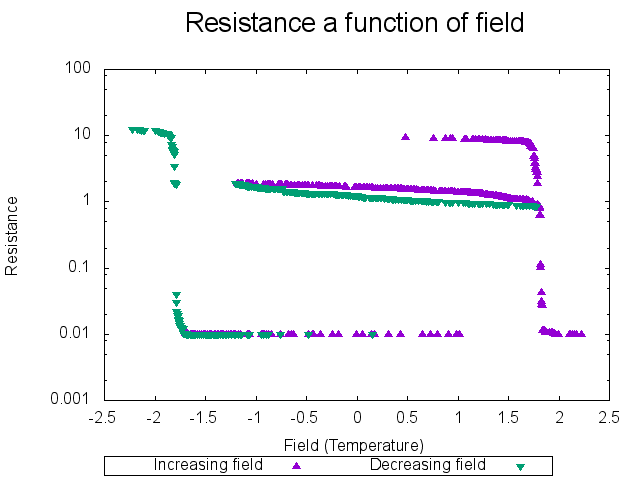 Resistance a function of field
100
10
1
0.1
0.01
0.001
Resistance
-2.5 -2 -1.5 -1 -0.5 0 0.5 1 1.5 2 2.5
Field (Temperature)
Increasing field Decreasing field